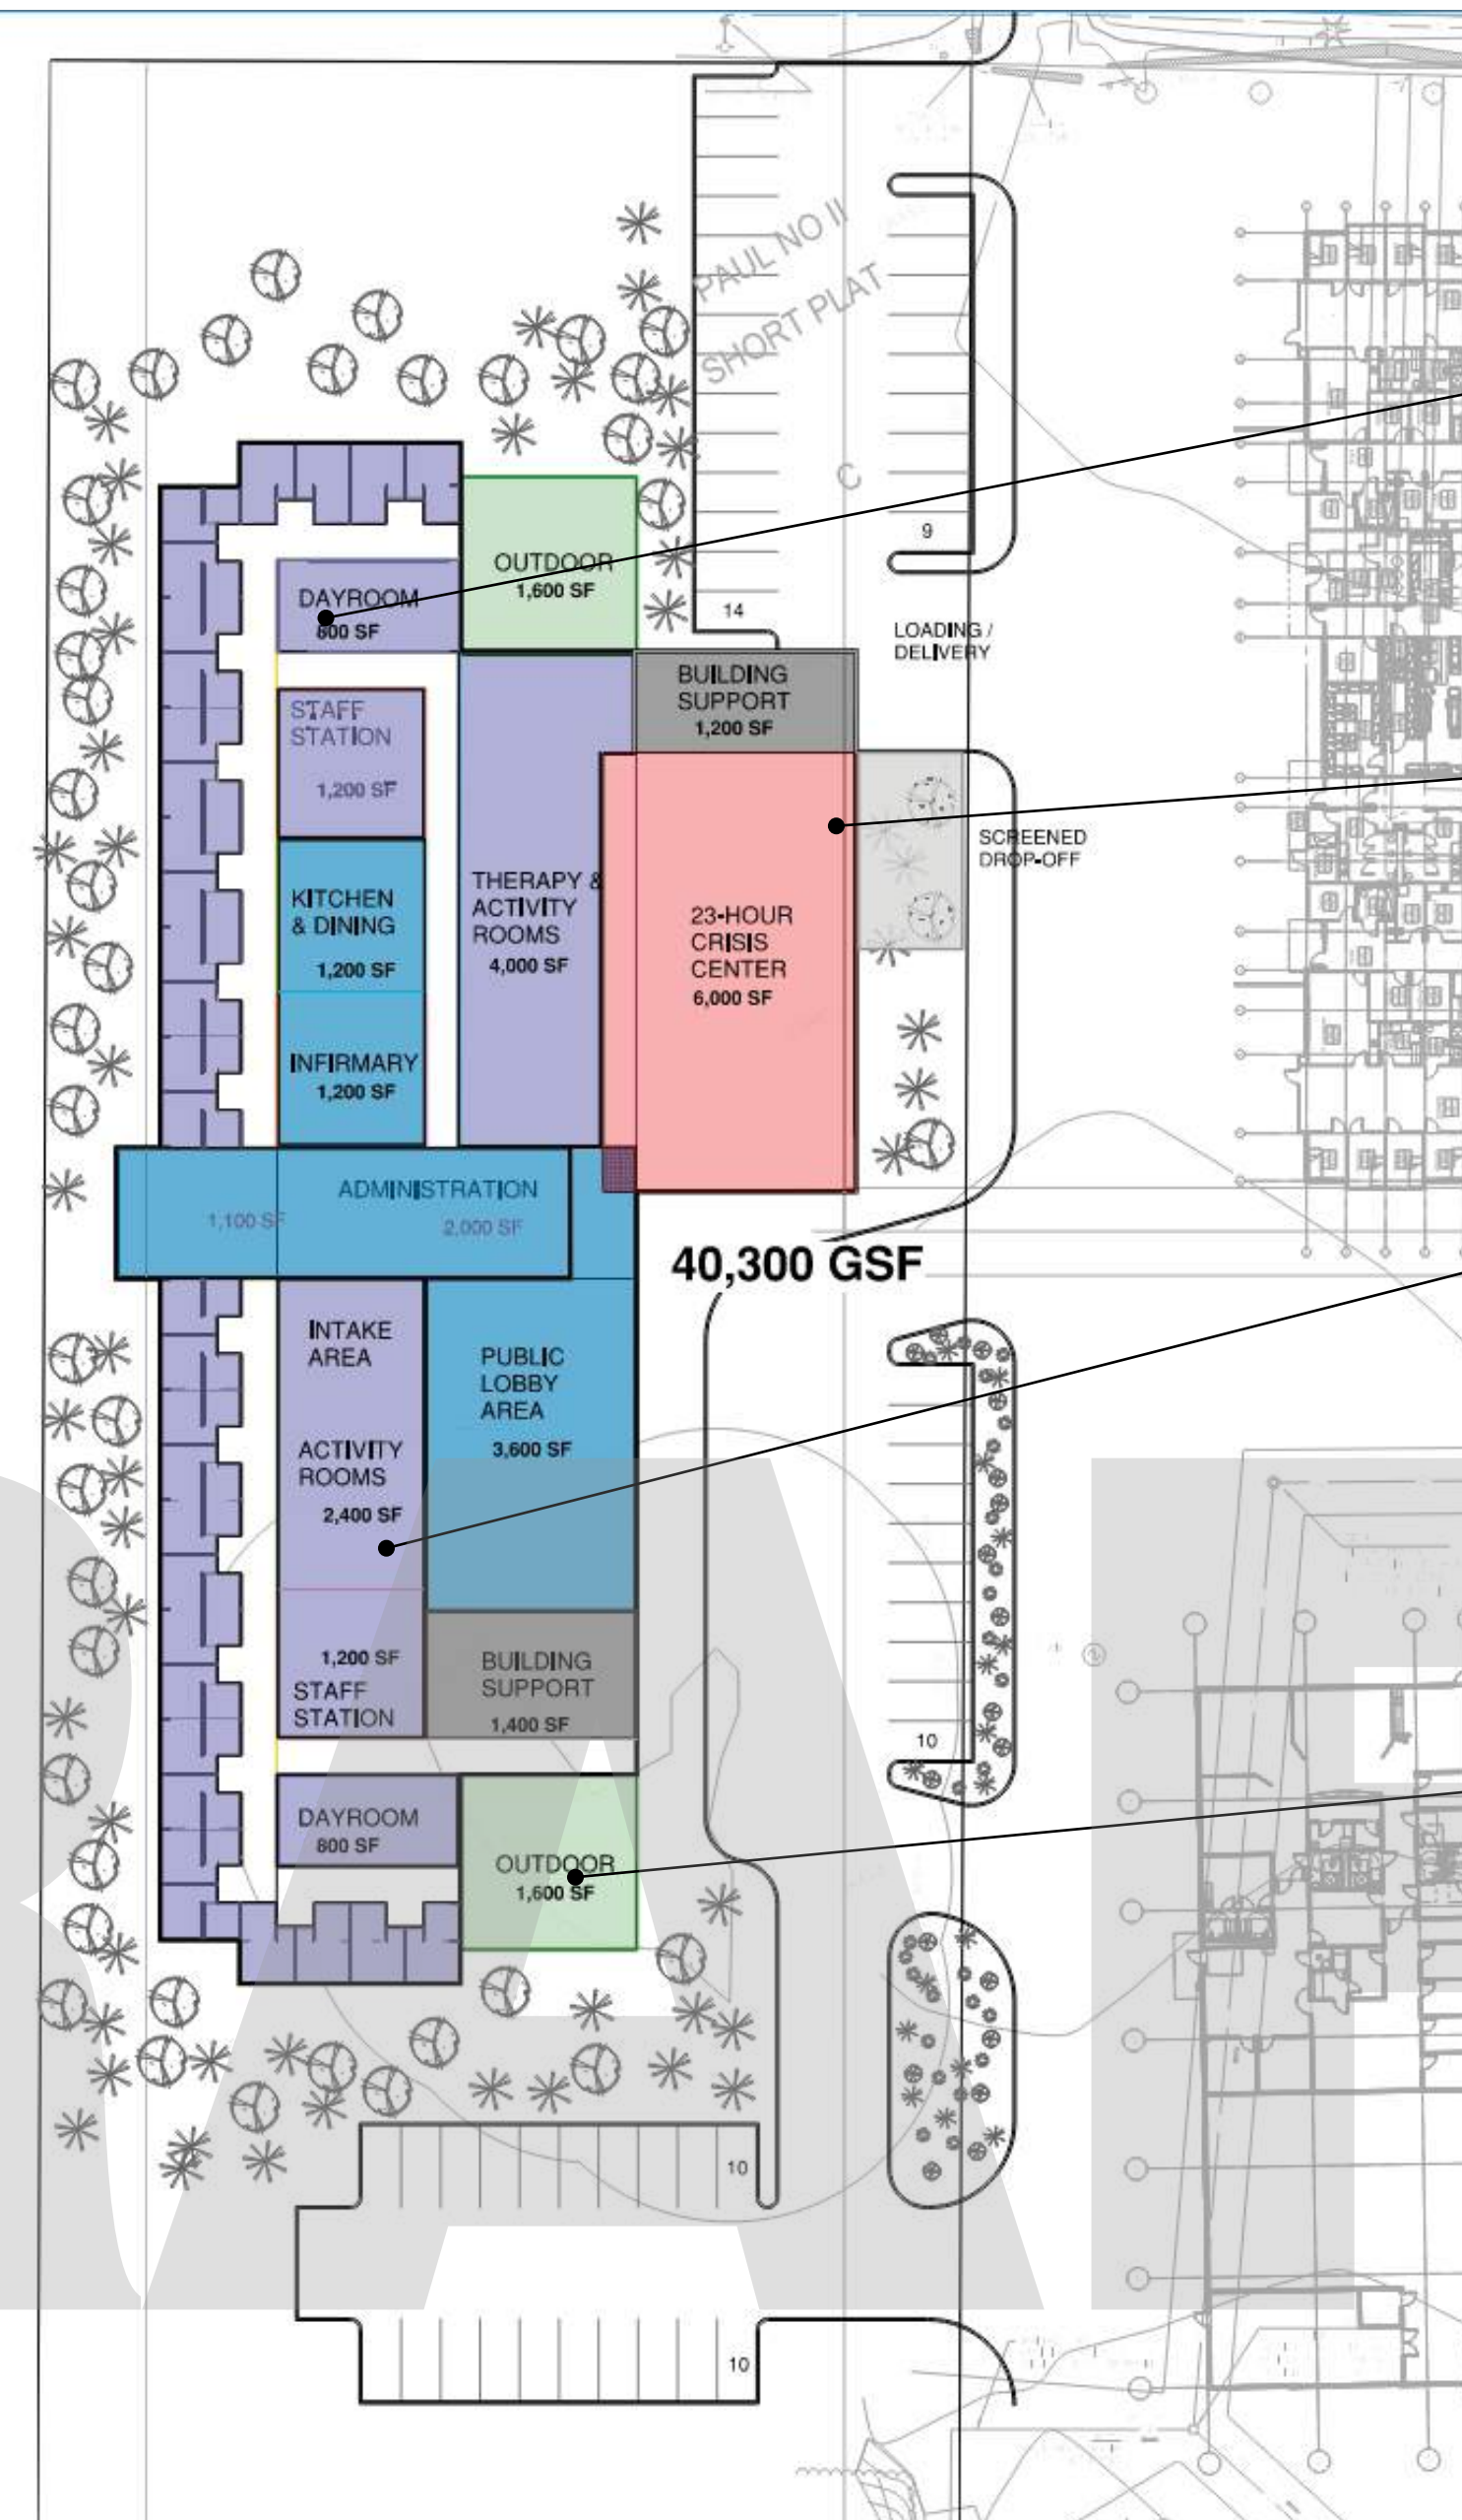 PAUL NO II
SHORT PLAT
C
9
14
OUTDOOR
1,600 SF
DAYROOM
800 SF
LOADING /
DELIVERY
BUILDING
SUPPORT
1,200 SF
STAFF
STATION
1,200 SF
SCREENED
DROP-OFF
KITCHEN
& DINING
1,200 SF
THERAPY &
ACTIVITY
ROOMS
4,000 SF
23-HOUR
CRISIS
CENTER
6,000 SF
INFIRMARY
1,200 SF
ADMINISTRATION
1,100 SF
2,000 SF
40,300 GSF
INTAKE
AREA
PUBLIC
LOBBY
AREA
3,600 SF
ACTIVITY
ROOMS
2,400 SF
1,200 SF
STAFF
STATION
BUILDING
SUPPORT
1,400 SF
10
DAYROOM
800 SF
OUTDOOR
1,600 SF
10
10